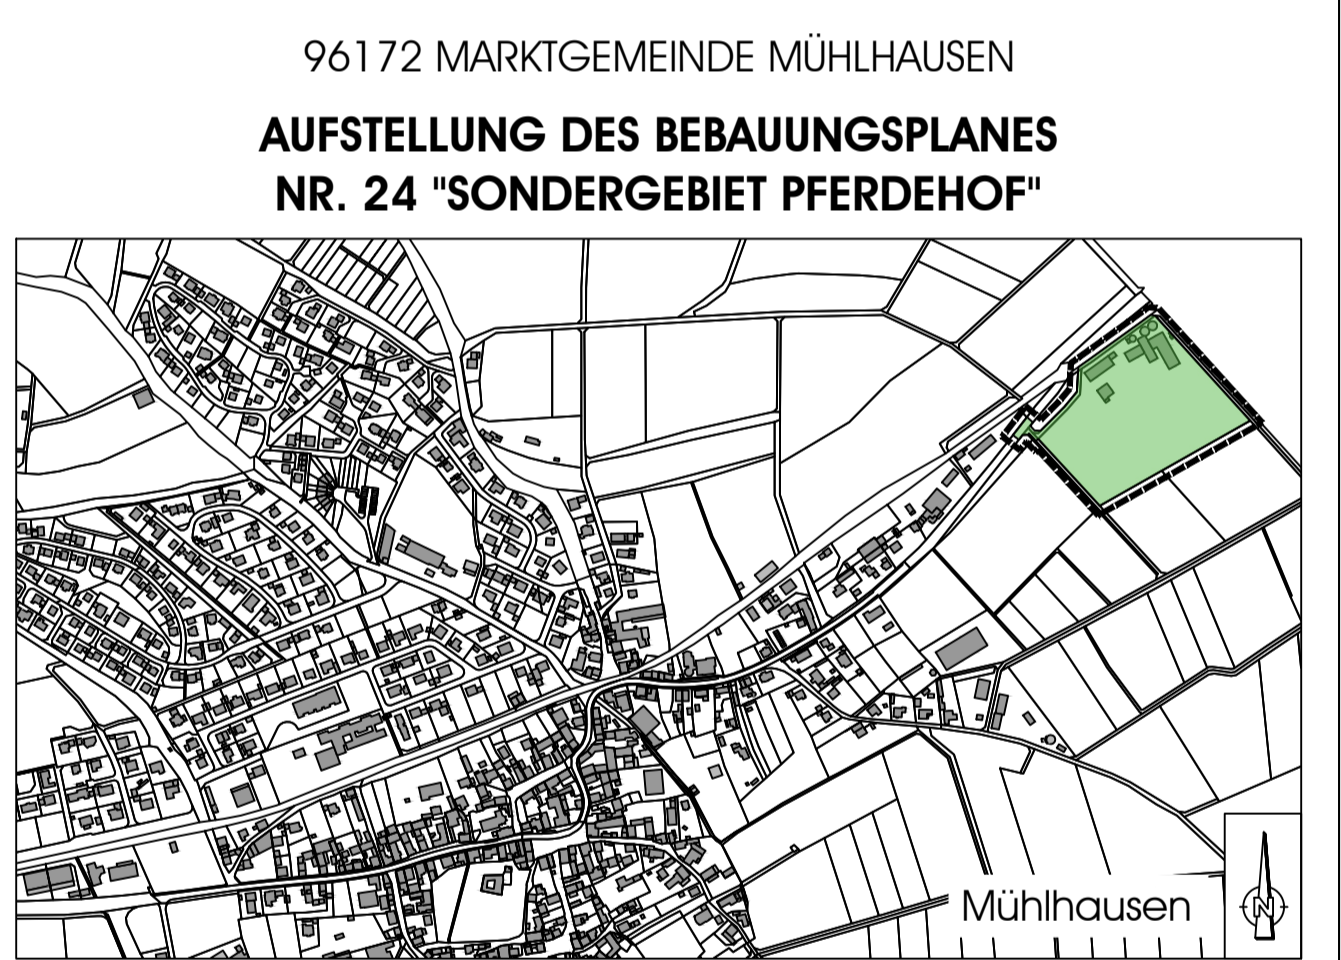 96172 MARKTGEMEINDE MÜHLHAUSEN
AUFSTELLUNG DES BEBAUUNGSPLANES
NR. 24 "SONDERGEBIET PFERDEHOF"
Mühlhausen
N